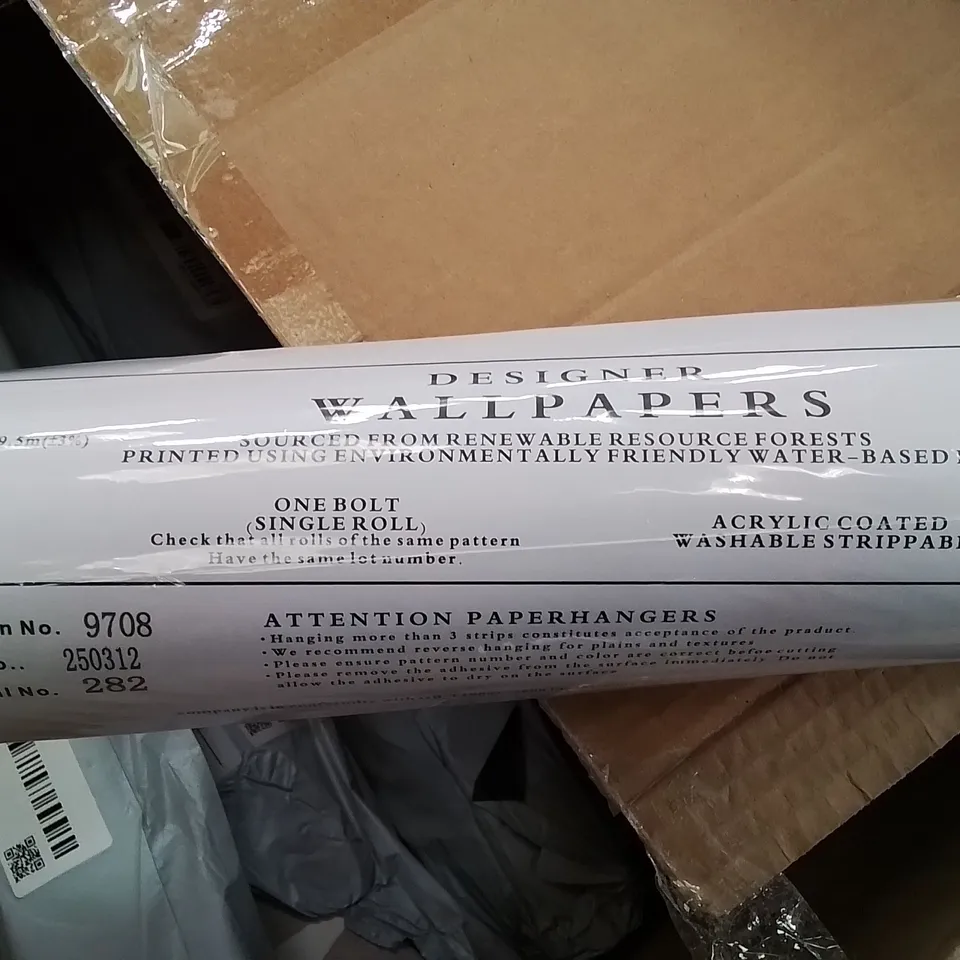 DESIGNER
WALLPAPERS
9.5m(±3%)
SOURCED FROM RENEWABLE RESOURCE FORESTS
PRINTED USING ENVIRONMENTALLY FRIENDLY WATER-BASED
ONE BOLT
(SINGLE ROLL)
Check that all rolls of the same pattern
Have the same lot number.
ACRYLIC COATED
WASHABLE STRIPPAB
n No. 9708
o.. 250312
ll No. 282
ATTENTION PAPERHANGERS
•Hanging more than 3 strips constitutes acceptance of the product.
•We recommend reverse hanging for plains and textures
•Please ensure pattern number and color are correct before cutting
•Please remove the adhesive from the surface immediately. Do not
allow the adhesive to dry on the surface